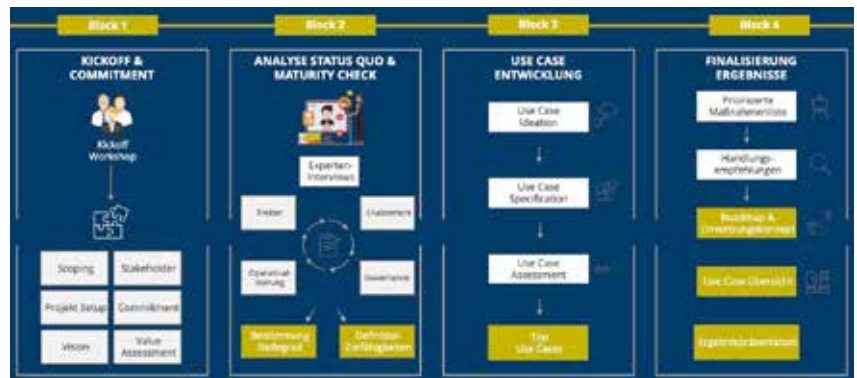 Block 1
KICKOFF &
COMMITMENT
Kickoff
Workshop
Scoping
Stakeholder
Projekt Setup
Commitment
Vision
Value
Assessment
Block 2
ANALYSE STATUS QUO &
MATURITY CHECK
Experten-
Interviews
Treiber
Enablement
Operational-
isierung
Governance
Bestimmung
Reifegrad
Definition
Zielfähigkeiten
Block 3
USE CASE
ENTWICKLUNG
Use Case
Ideation
Use Case
Specification
Use Case
Assessment
Top
Use Cases
Block 4
FINALISIERUNG
ERGEBNISSE
Priorisierte
Maßnahmenliste
Handlungs-
empfehlungen
Roadmap &
Umsetzungskonzept
Use Case Übersicht
Ergebnispräsentation